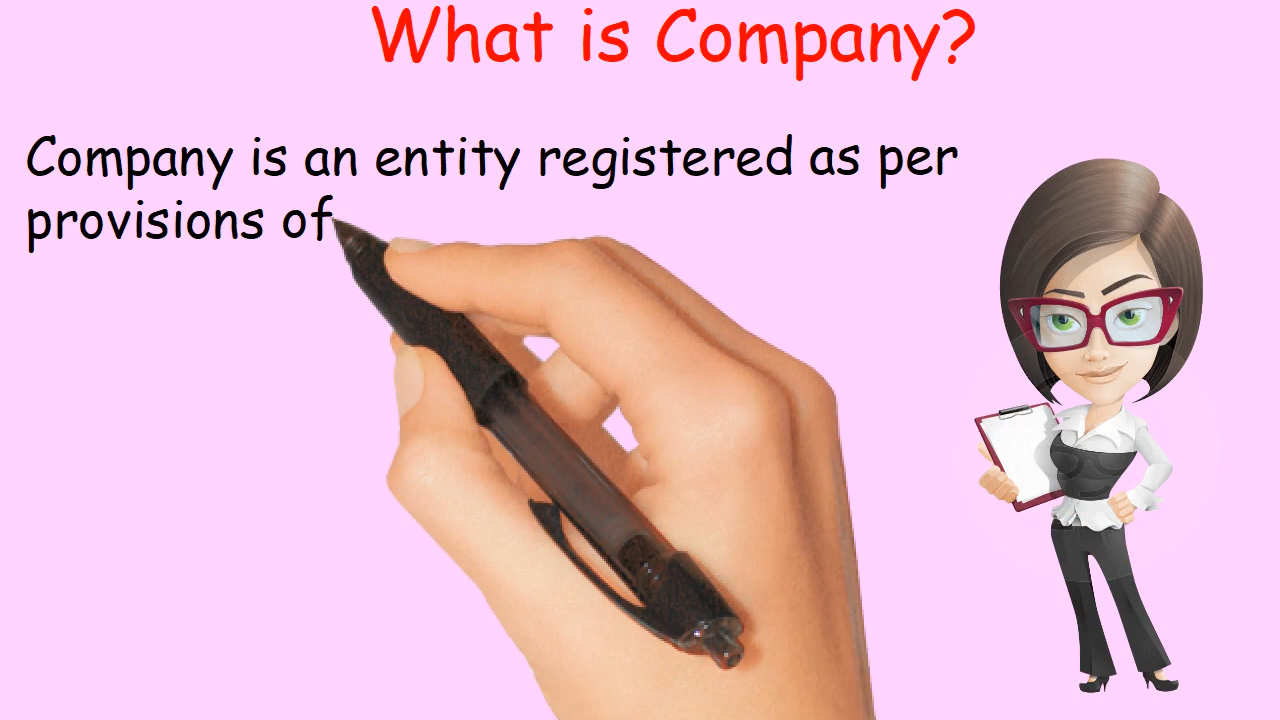 What is Company?
Company is an entity registered as per
provisions of